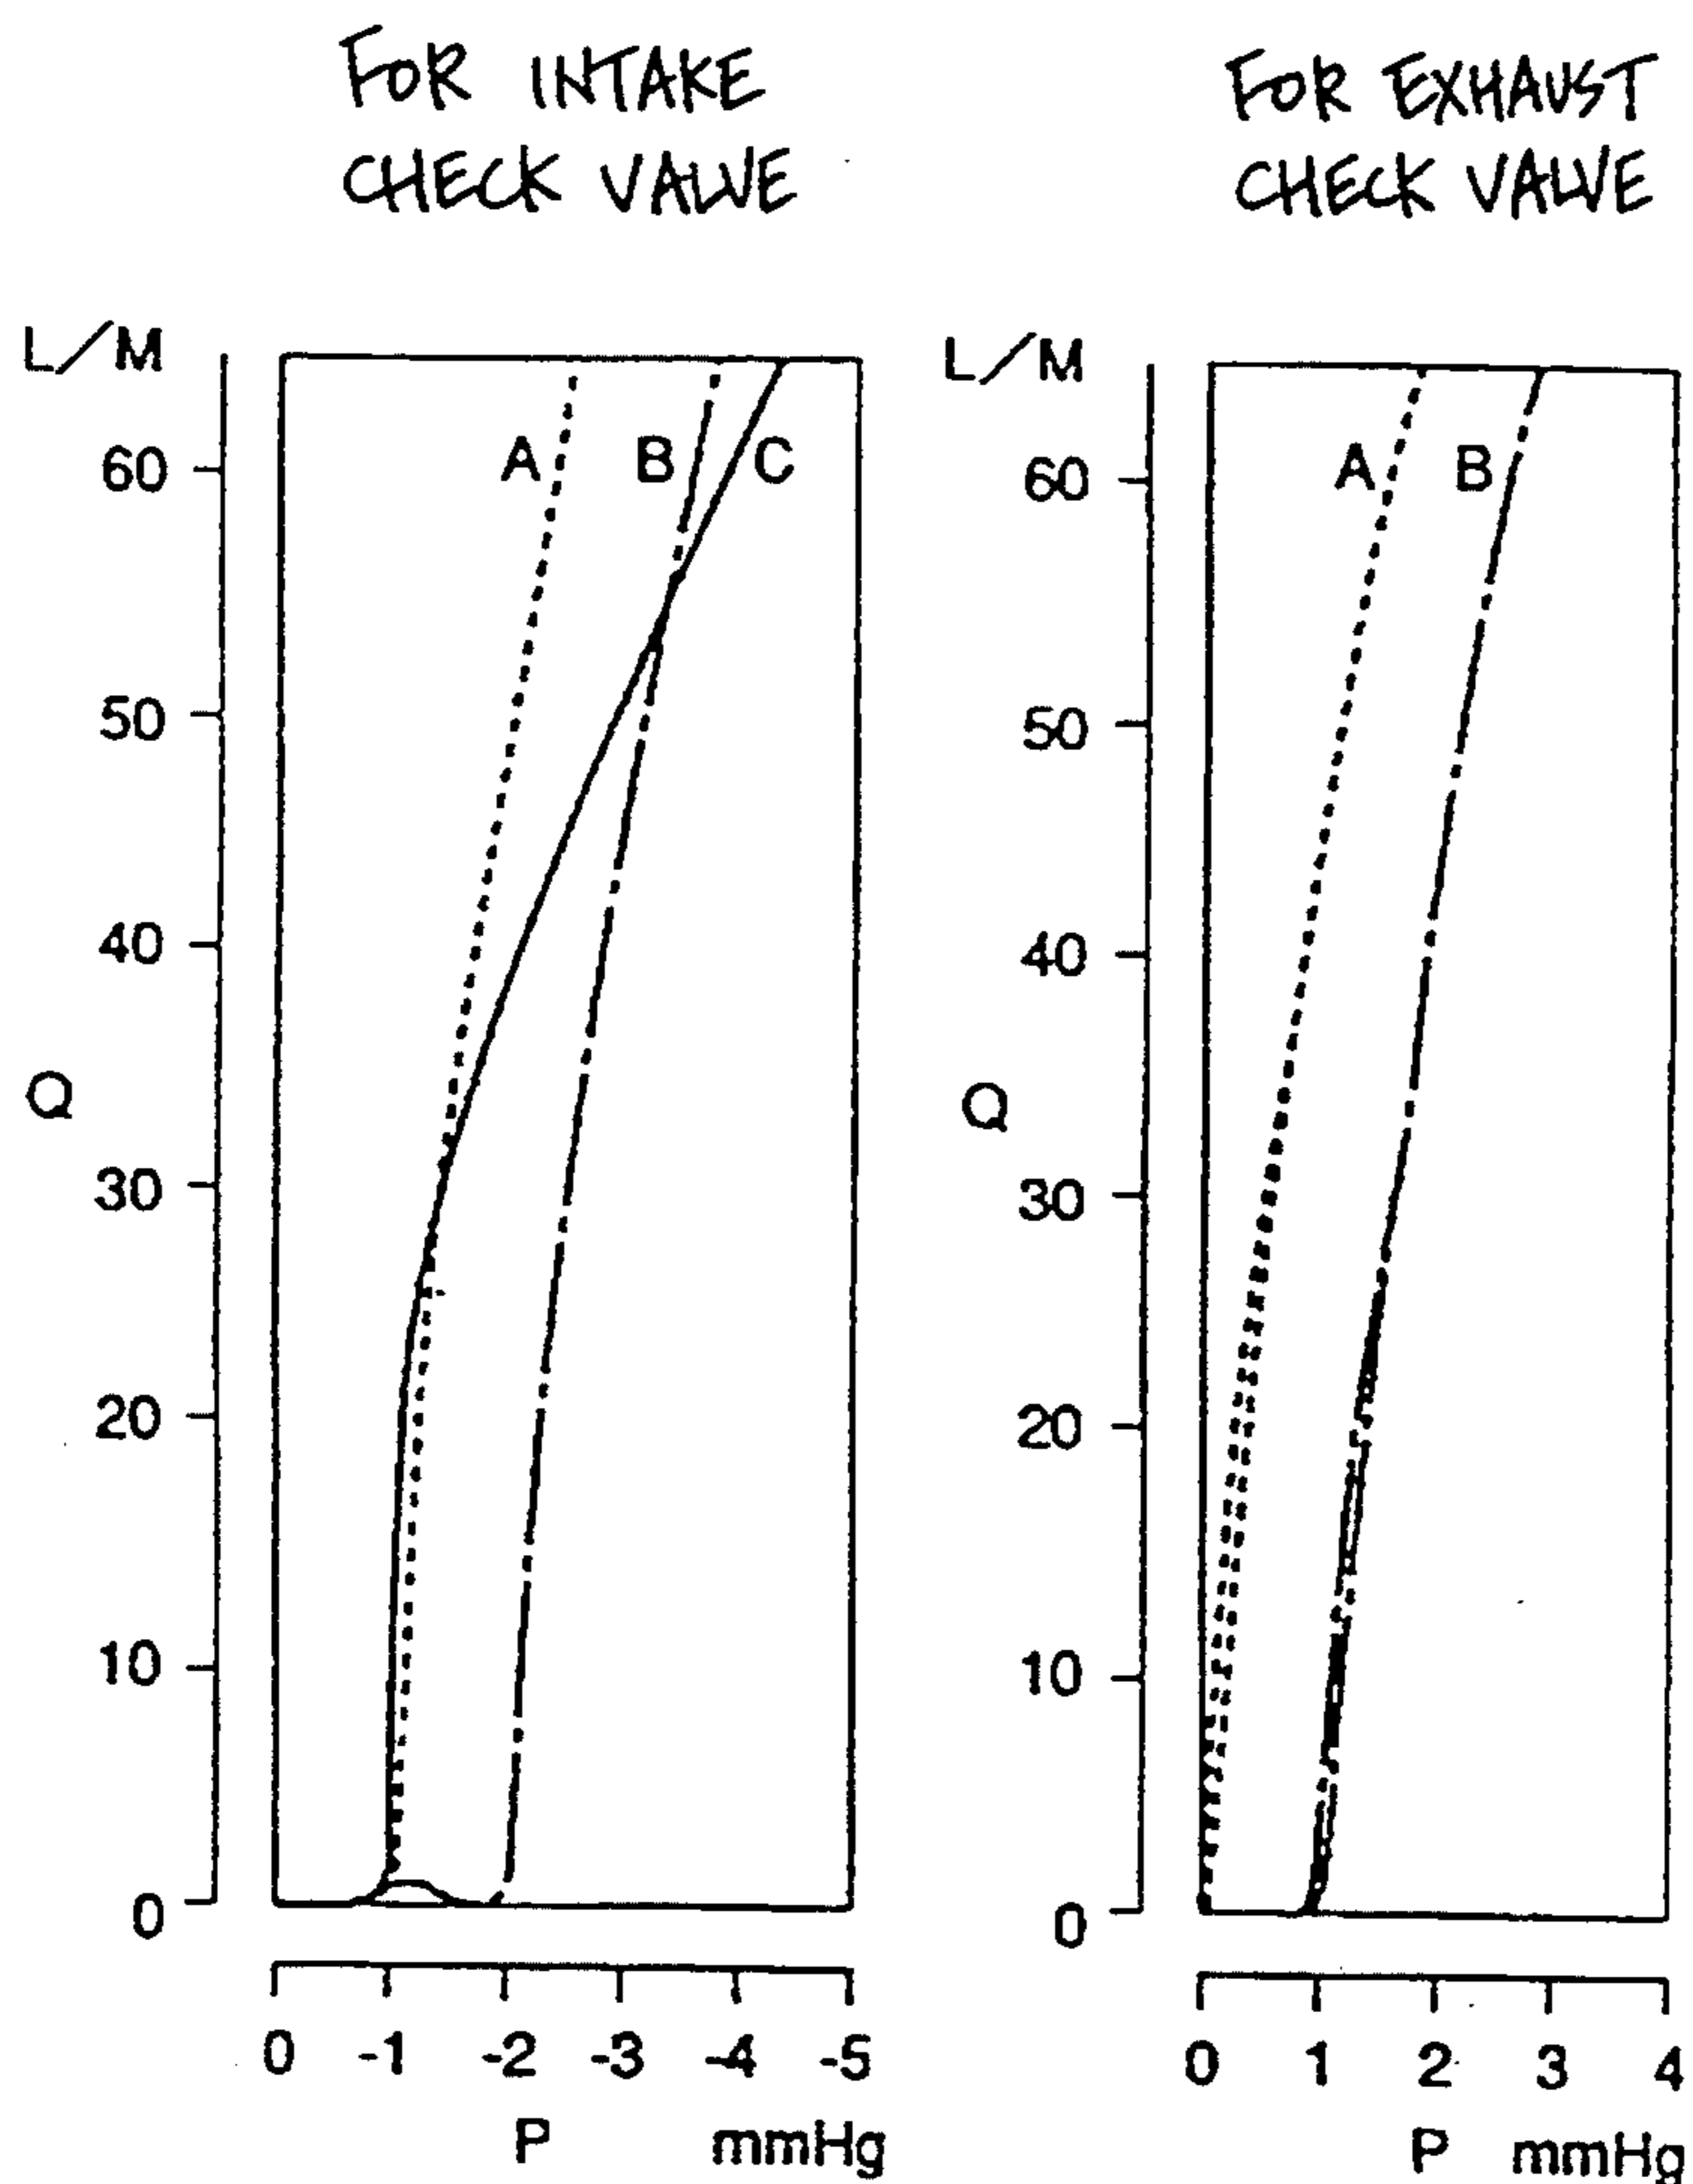 FOR INTAKE
CHECK VALVE
L/M
60
50
40
30
20
10
0
Q
A
B
C
0 -1 -2 -3 -4 -5
P mmHg
FOR EXHAUST
CHECK VALVE
L/M
60
50
40
30
20
10
0
Q
A
B
0 1 2 3 4
P mmHg